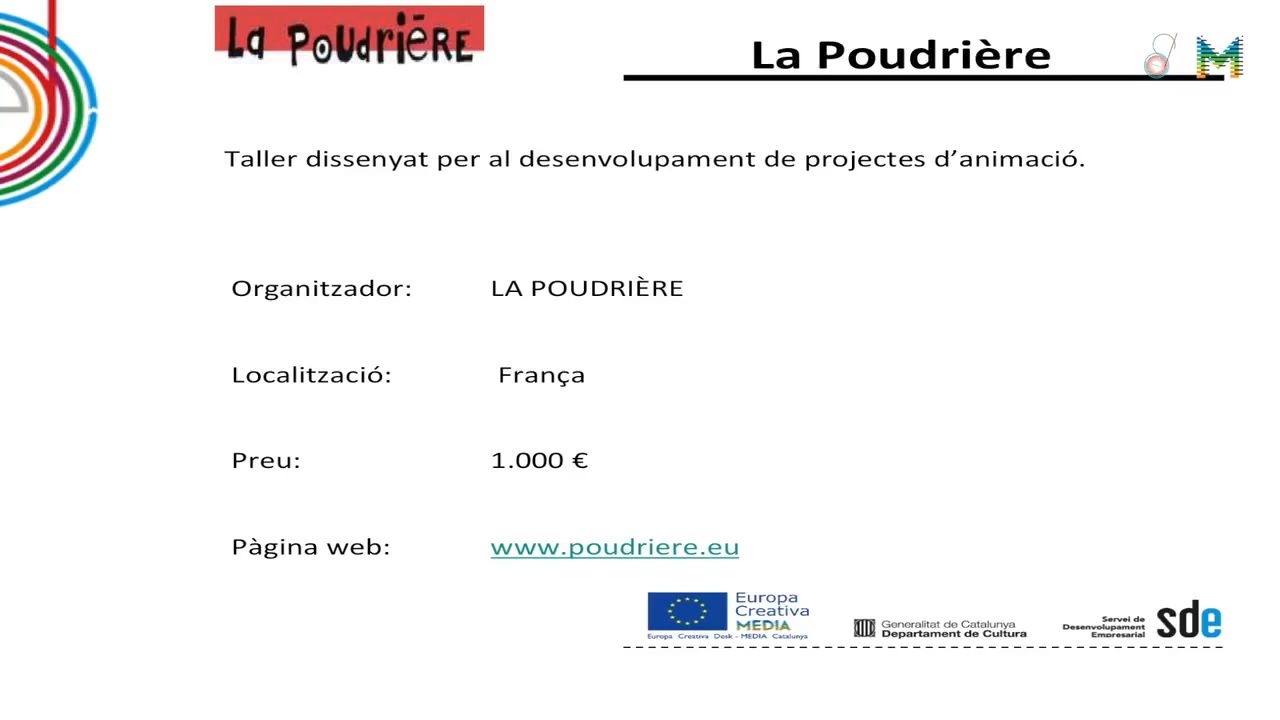 La PoudriēRE
La Poudrière
Taller dissenyat per al desenvolupament de projectes d’animació.
Organitzador: LA POUDRIÈRE
Localització: França
Preu: 1.000 €
Pàgina web: www.poudriere.eu
Europa
Creativa
MEDIA
Europa Creativa Desk - MEDIA Catalunya
Generalitat de Catalunya
Departament de Cultura
Servei de
Desenvolupament
Empresarial
sde